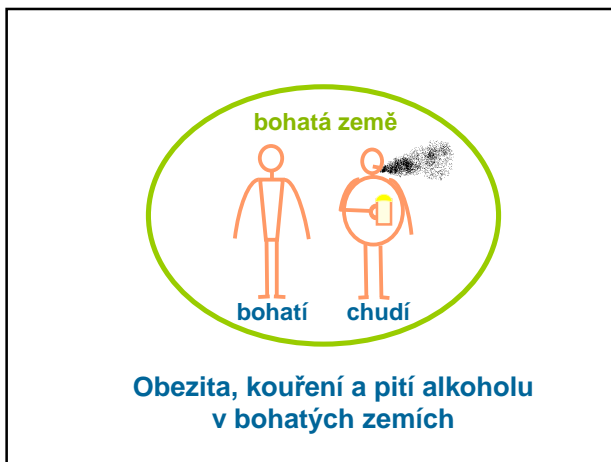 bohatá země
bohatí chudí
Obezita, kouření a pití alkoholu
v bohatých zemích